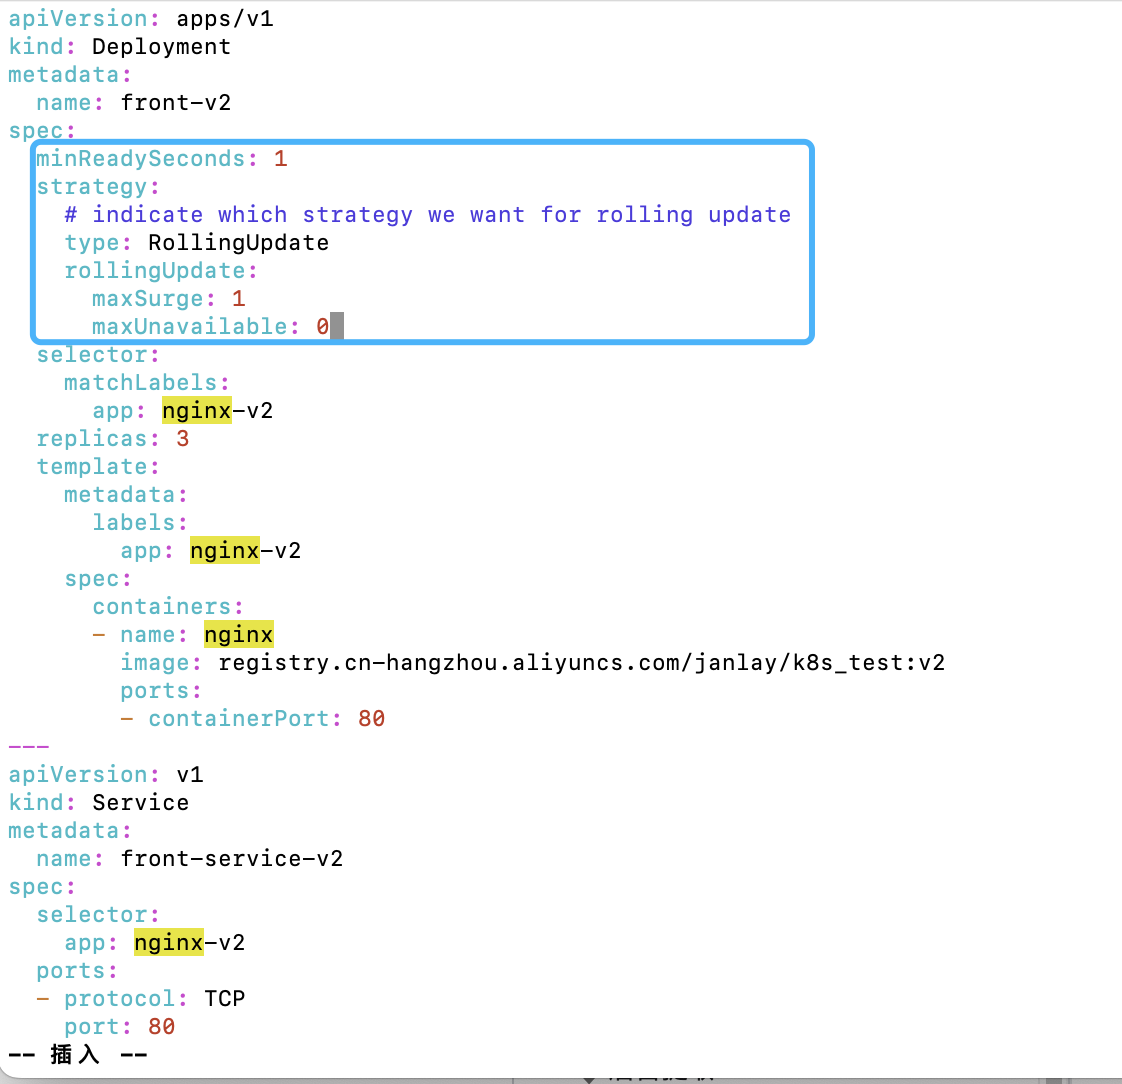 apiVersion: apps/v1
kind: Deployment
metadata:
  name: front-v2
spec:
  minReadySeconds: 1
  strategy:
    # indicate which strategy we want for rolling update
    type: RollingUpdate
    rollingUpdate:
      maxSurge: 1
      maxUnavailable: 0
  selector:
    matchLabels:
      app: nginx-v2
  replicas: 3
  template:
    metadata:
      labels:
        app: nginx-v2
    spec:
      containers:
      - name: nginx
        image: registry.cn-hangzhou.aliyuncs.com/janlay/k8s_test:v2
        ports:
        - containerPort: 80
---
apiVersion: v1
kind: Service
metadata:
  name: front-service-v2
spec:
  selector:
    app: nginx-v2
  ports:
  - protocol: TCP
    port: 80
-- 插入 --